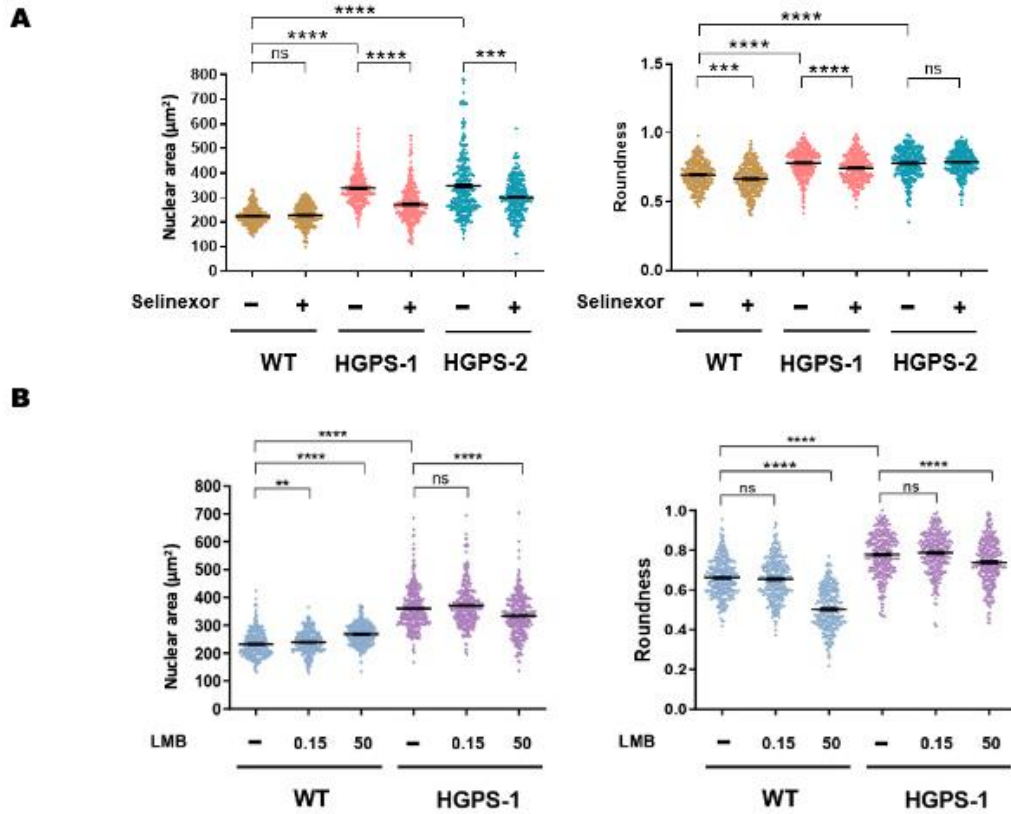 A
****
****
ns
****
***
Nuclear area (µm²)
800
700
600
500
400
300
200
100
0
Selinexor
− + − + − +
WT HGPS-1 HGPS-2
****
****
***
****
ns
Roundness
1.5
1.0
0.5
0.0
Selinexor
− + − + − +
WT HGPS-1 HGPS-2
B
****
****
**
****
ns
Nuclear area (µm²)
800
700
600
500
400
300
200
100
0
LMB
− 0.15 50 − 0.15 50
WT HGPS-1
****
****
ns
****
ns
Roundness
1.0
0.8
0.6
0.4
0.2
0.0
LMB
− 0.15 50 − 0.15 50
WT HGPS-1